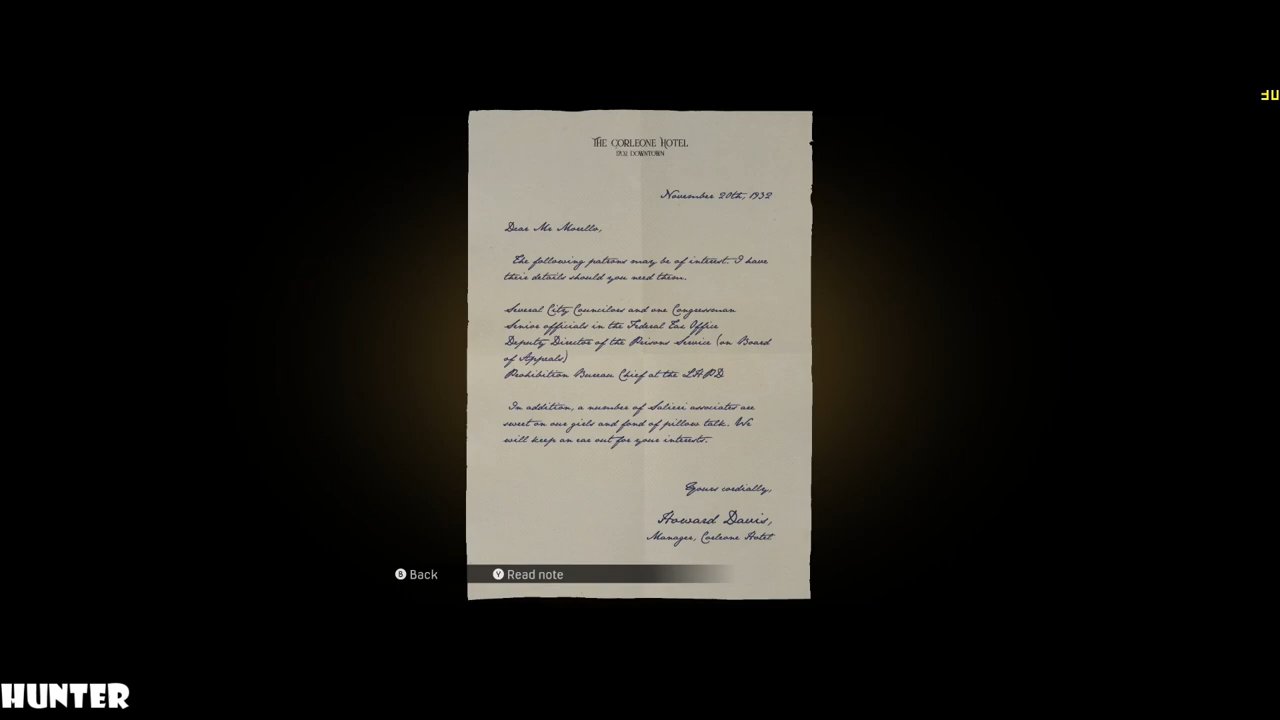 THE CORLEONE HOTEL
1202 DOWNTOWN
November 20th, 1932
Dear Mr Morello,
The following patrons may be of interest. I have
their details should you need them.
Several City Councilors and one Congressman
Senior officials in the Federal Tax Office
Deputy Director of the Prisons Service (on Board
of Appeals)
Prohibition Bureau Chief at the LHPD
In addition, a number of Salieri associates are
sweet on our girls and fond of pillow talk. We
will keep an ear out for your interests.
Yours cordially,
Howard Davis,
Manager, Corleone Hotel
B Back
Y Read note
HUNTER